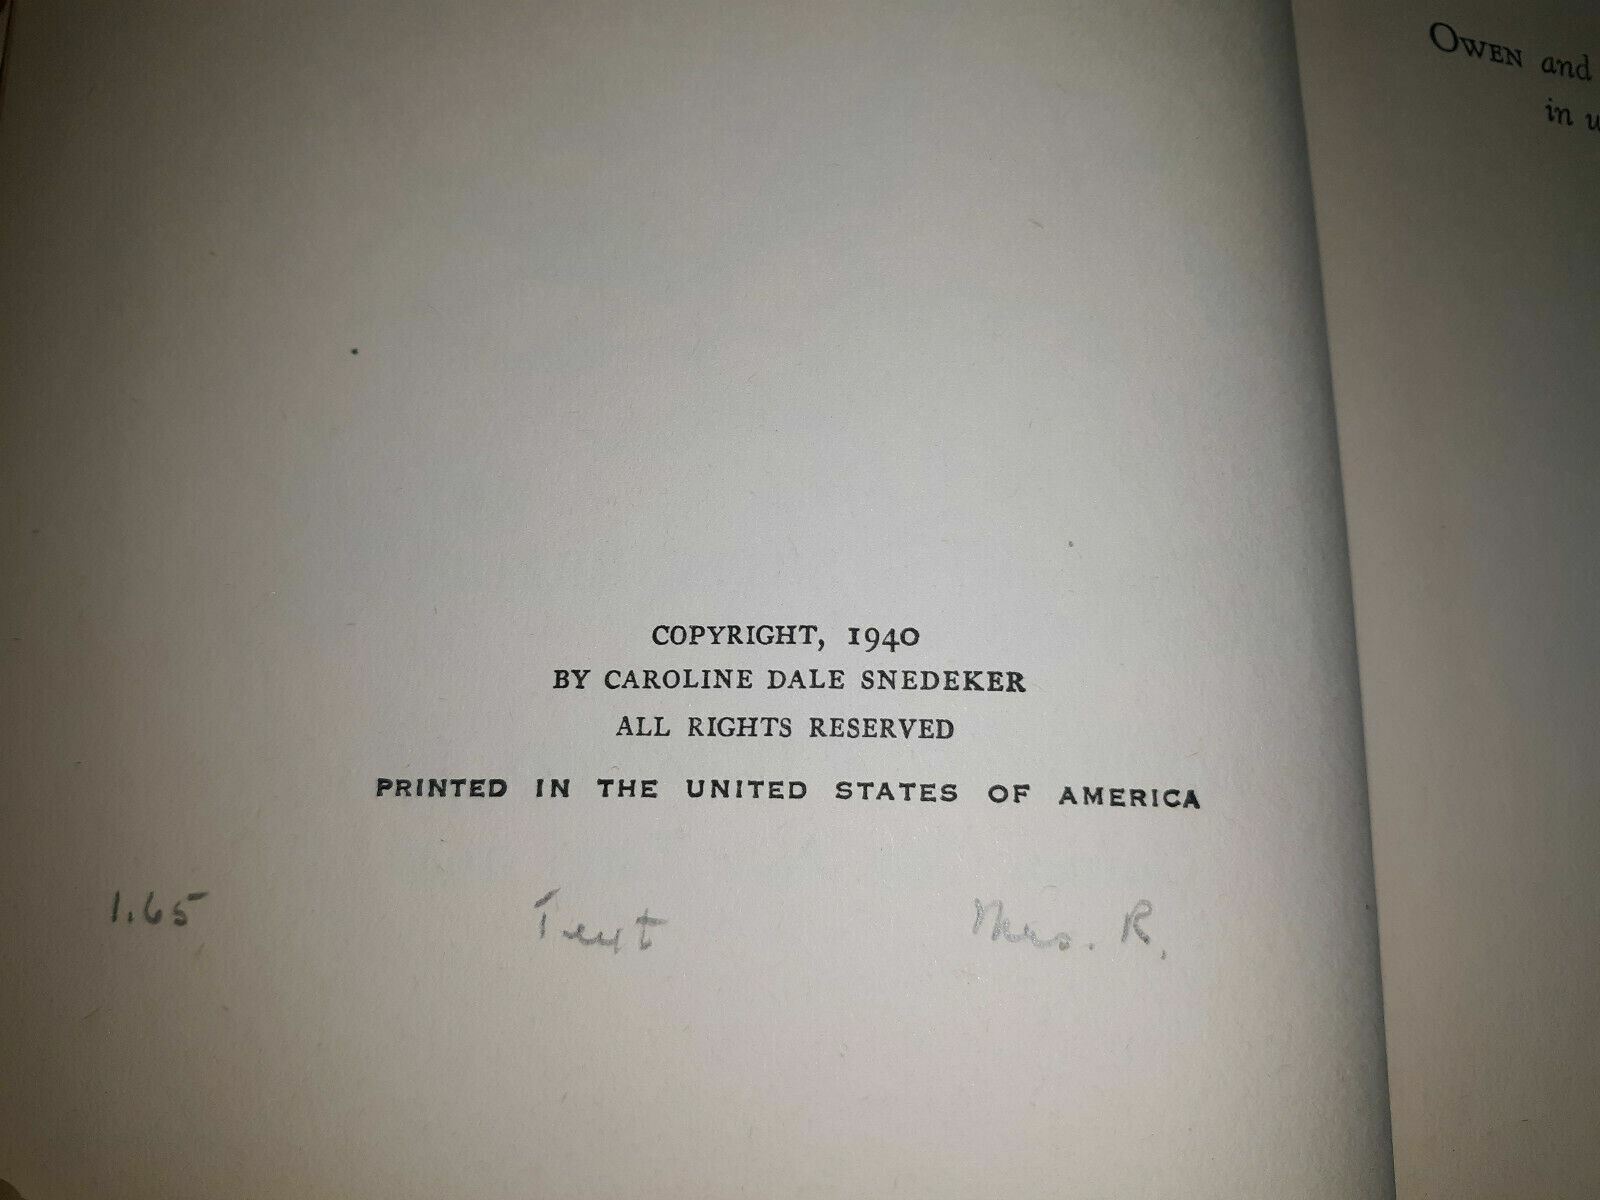 COPYRIGHT, 1940
BY CAROLINE DALE SNEDEKER
ALL RIGHTS RESERVED
PRINTED IN THE UNITED STATES OF AMERICA
1.65 Text Mrs. R.
OWEN and
in